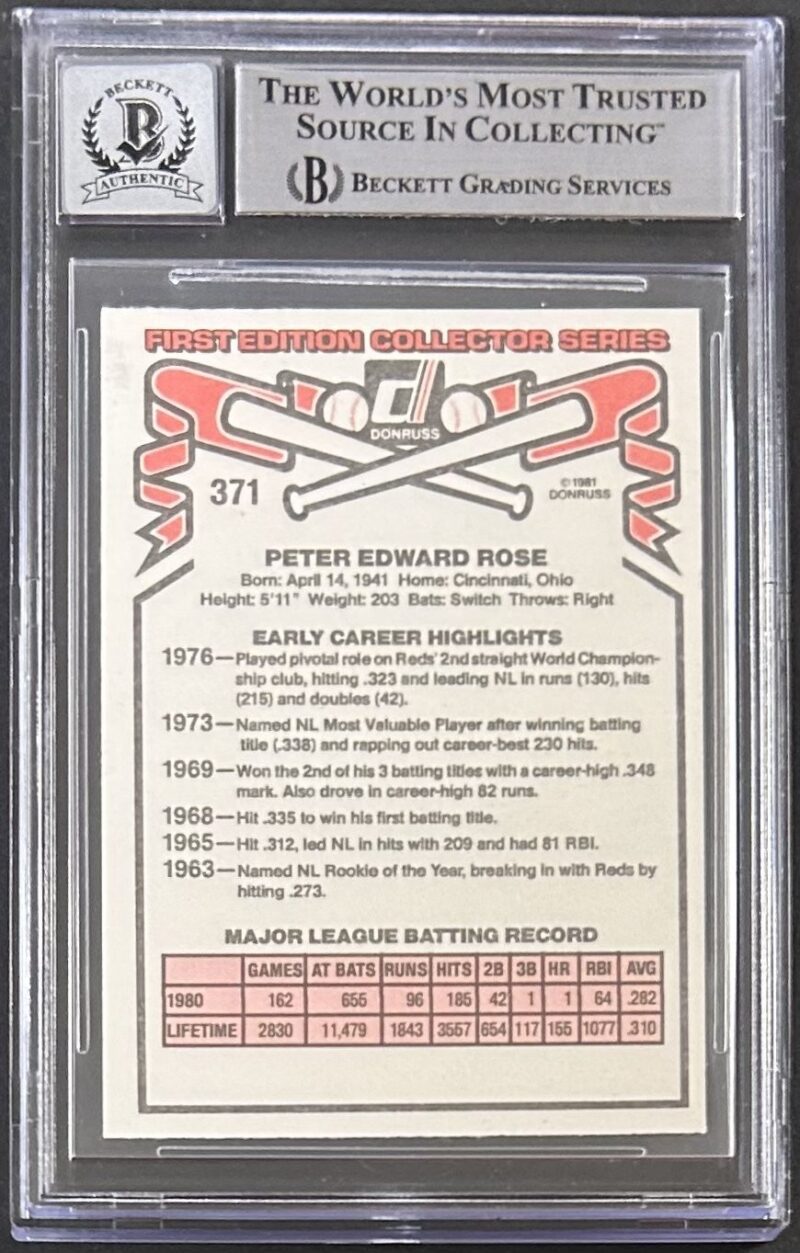 BECKETT
B
AUTHENTIC
THE WORLD'S MOST TRUSTED
SOURCE IN COLLECTING™
B BECKETT GRADING SERVICES
FIRST EDITION COLLECTOR SERIES
d
DONRUSS
371
© 1981
DONRUSS
PETER EDWARD ROSE
Born: April 14, 1941 Home: Cincinnati, Ohio
Height: 5'11" Weight: 203 Bats: Switch Throws: Right
EARLY CAREER HIGHLIGHTS
1976—Played pivotal role on Reds' 2nd straight World Champion-
ship club, hitting .323 and leading NL in runs (130), hits
(215) and doubles (42).
1973—Named NL Most Valuable Player after winning batting
title (.338) and rapping out career-best 230 hits.
1969—Won the 2nd of his 3 batting titles with a career-high .348
mark. Also drove in career-high 82 runs.
1968—Hit .335 to win his first batting title.
1965—Hit .312, led NL in hits with 209 and had 81 RBI.
1963—Named NL Rookie of the Year, breaking in with Reds by
hitting .273.
MAJOR LEAGUE BATTING RECORD
GAMES AT BATS RUNS HITS 2B 3B HR RBI AVG
1980 162 655 96 185 42 1 1 64 .282
LIFETIME 2830 11,479 1843 3557 654 117 155 1077 .310